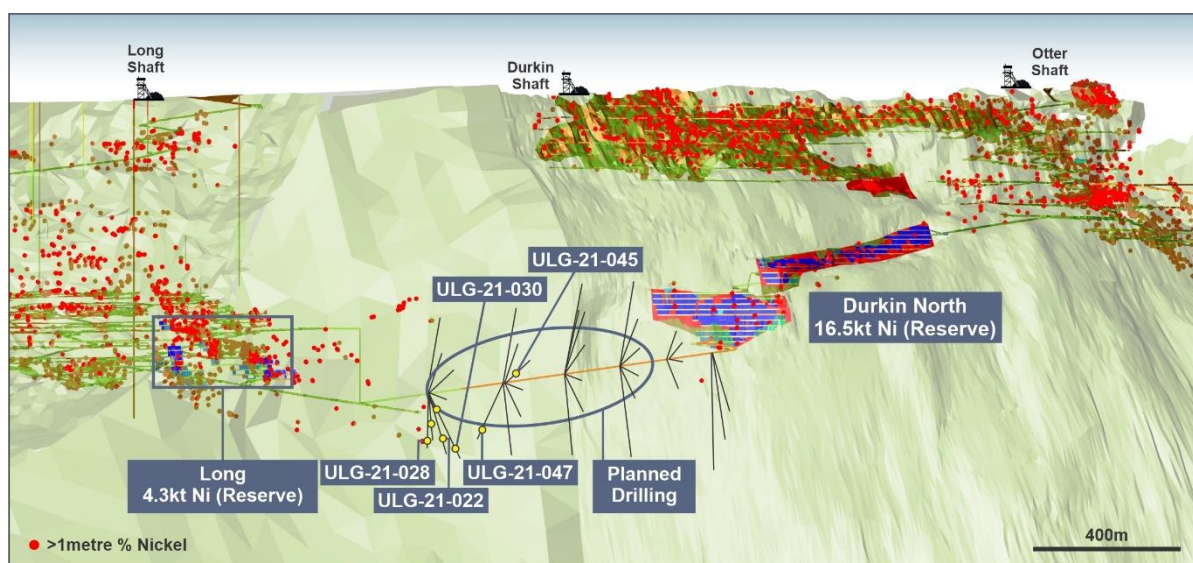 Long
Shaft
Durkin
Shaft
Otter
Shaft
ULG-21-045
ULG-21-030
Durkin North
16.5kt Ni (Reserve)
Long
4.3kt Ni (Reserve)
ULG-21-028
ULG-21-022
ULG-21-047
Planned
Drilling
>1metre % Nickel
400m